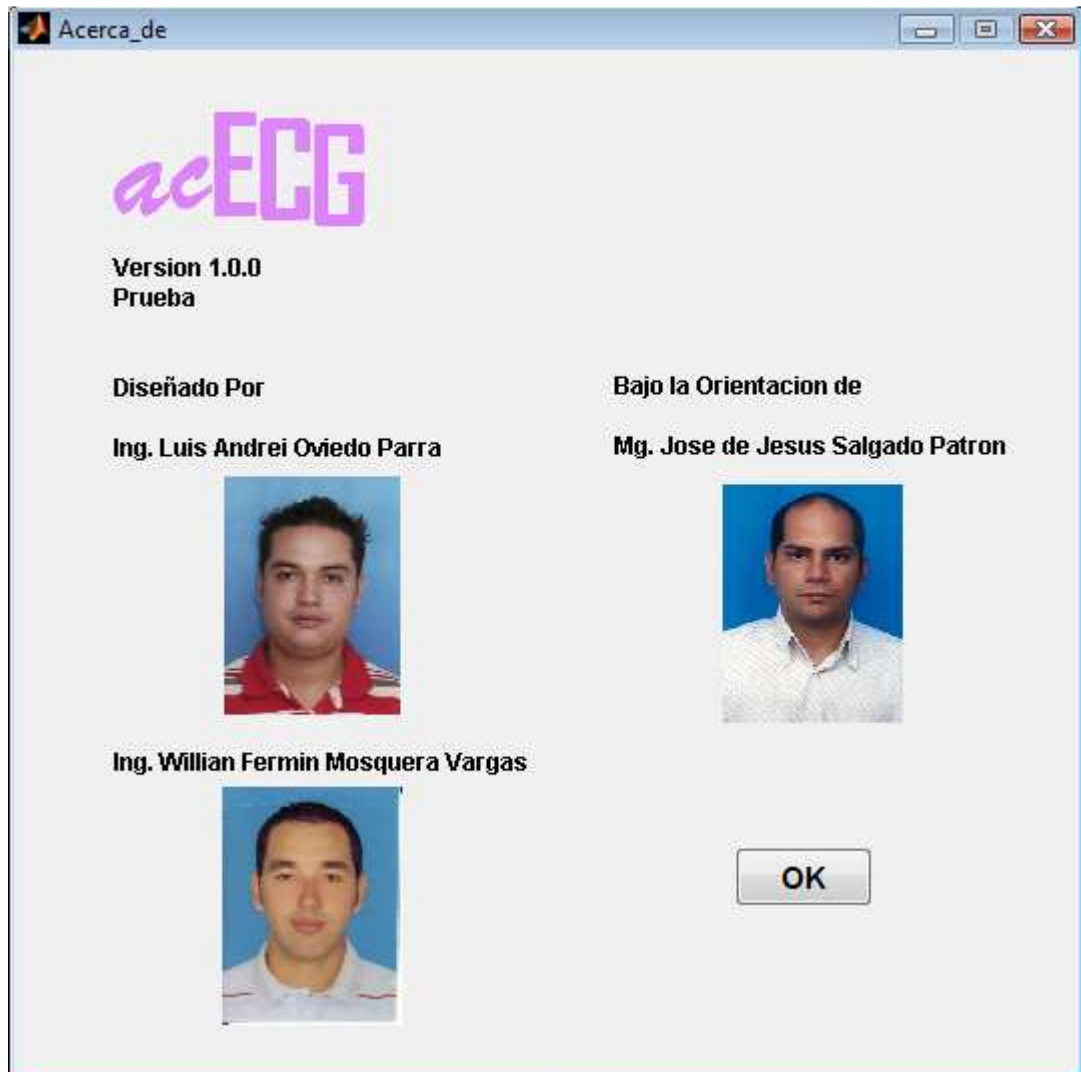 Acerca_de
acECG
Version 1.0.0
Prueba
Diseñado Por
Ing. Luis Andrei Oviedo Parra
Ing. Willian Fermin Mosquera Vargas
Bajo la Orientacion de
Mg. Jose de Jesus Salgado Patron
OK